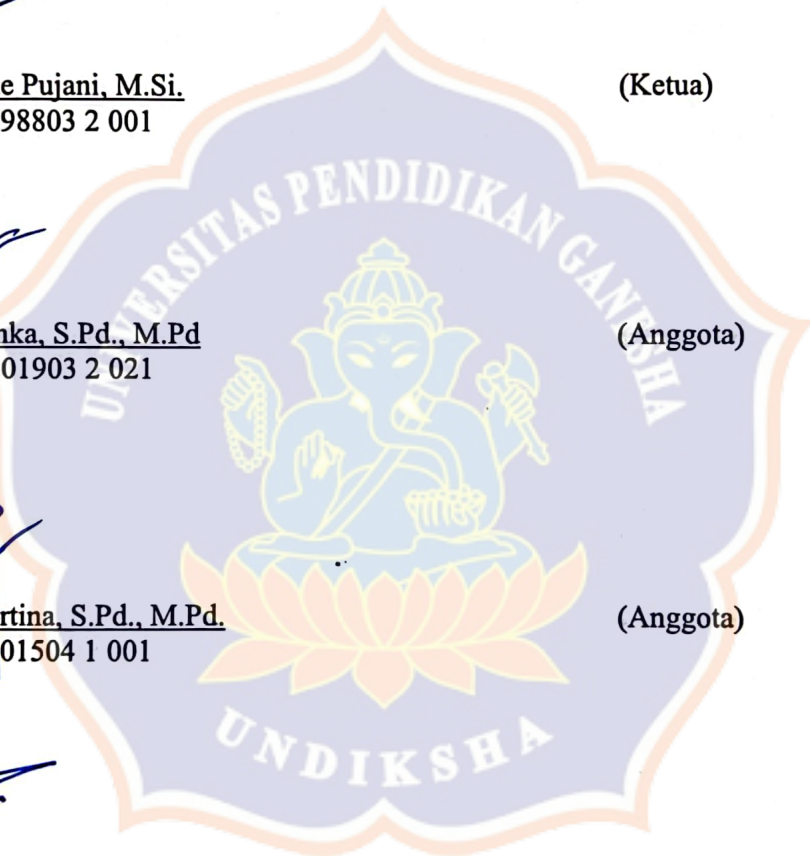 e Pujani, M.Si. (Ketua)
98803 2 001
UNIVERSITAS PENDIDIKAN GANESHA
nka, S.Pd., M.Pd (Anggota)
01903 2 021
rtina, S.Pd., M.Pd. (Anggota)
01504 1 001
UNDIKSHA